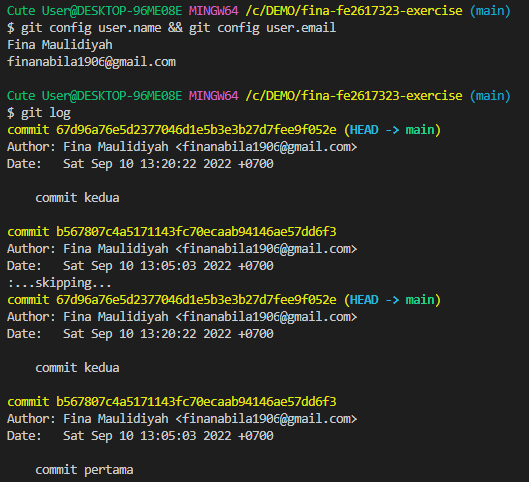 Cute User@DESKTOP-96ME08E MINGW64 /c/DEMO/fina-fe2617323-exercise (main)
$ git config user.name && git config user.email
Fina Maulidiyah
finanabila1906@gmail.com
Cute User@DESKTOP-96ME08E MINGW64 /c/DEMO/fina-fe2617323-exercise (main)
$ git log
commit 67d96a76e5d2377046d1e5b3e3b27d7fee9f052e (HEAD -> main)
Author: Fina Maulidiyah <finanabila1906@gmail.com>
Date:   Sat Sep 10 13:20:22 2022 +0700
commit kedua
commit b567807c4a5171143fc70ecaab94146ae57dd6f3
Author: Fina Maulidiyah <finanabila1906@gmail.com>
Date:   Sat Sep 10 13:05:03 2022 +0700
:...skipping...
commit 67d96a76e5d2377046d1e5b3e3b27d7fee9f052e (HEAD -> main)
Author: Fina Maulidiyah <finanabila1906@gmail.com>
Date:   Sat Sep 10 13:20:22 2022 +0700
commit kedua
commit b567807c4a5171143fc70ecaab94146ae57dd6f3
Author: Fina Maulidiyah <finanabila1906@gmail.com>
Date:   Sat Sep 10 13:05:03 2022 +0700
commit pertama